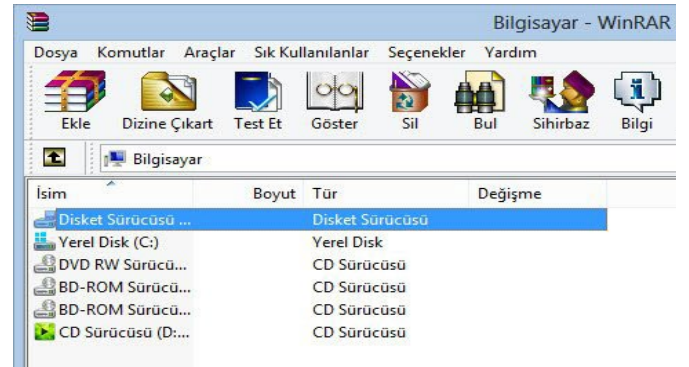 Bilgisayar - WinRAR
Dosya Komutlar Araçlar Sık Kullanılanlar Seçenekler Yardım
Ekle Dizine Çıkart Test Et Göster Sil Bul Sihirbaz Bilgi
Bilgisayar
İsim Boyut Tür Değişme
Disket Sürücüsü ... Disket Sürücüsü
Yerel Disk (C:) Yerel Disk
DVD RW Sürücü... CD Sürücüsü
BD-ROM Sürücü... CD Sürücüsü
BD-ROM Sürücü... CD Sürücüsü
CD Sürücüsü (D:... CD Sürücüsü